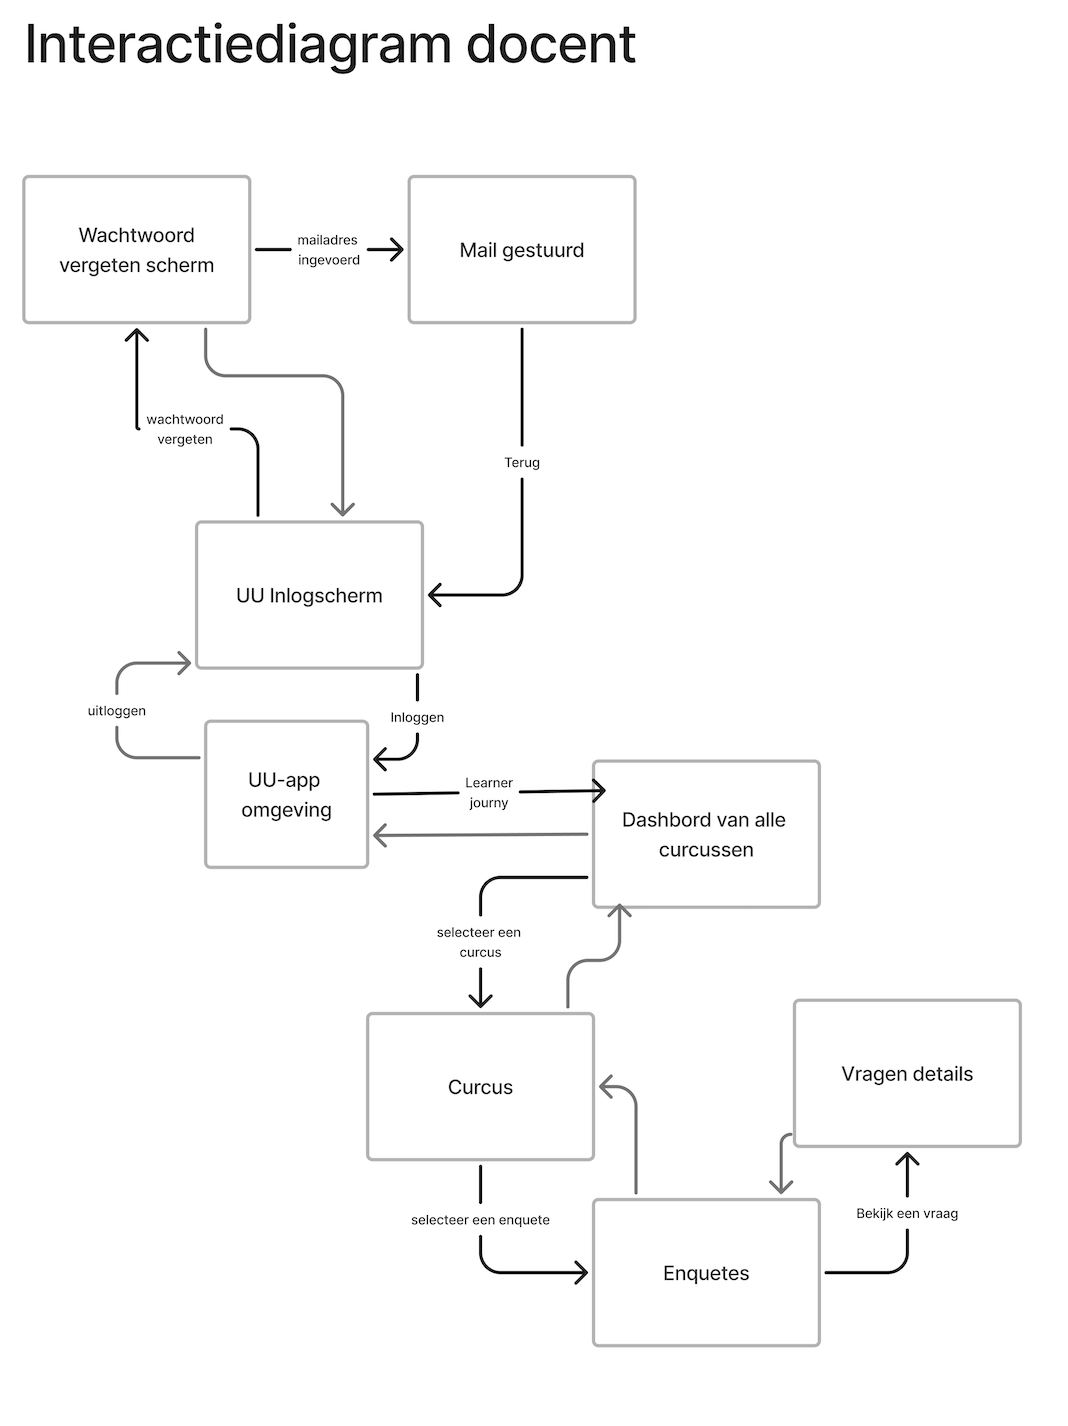 Interactiediagram docent
Wachtwoord
vergeten scherm
mailadres
ingevoerd
Mail gestuurd
wachtwoord
vergeten
Terug
UU Inlogscherm
uitloggen
Inloggen
UU-app
omgeving
Learner
journy
Dashbord van alle
curcussen
selecteer een
curcus
Curcus
Vragen details
selecteer een enquete
Bekijk een vraag
Enquetes